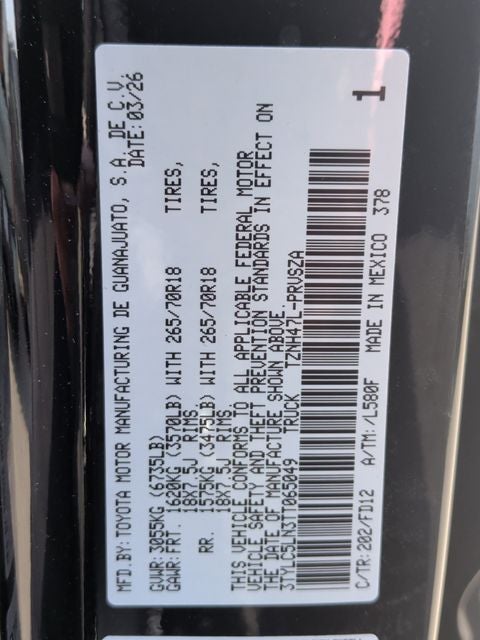 MFD.BY: TOYOTA MOTOR MANUFACTURING DE GUANAJUATO, S.A. DE C.V.
DATE: 03/26
GVWR: 3055KG (6735LB)
GAWR: FRT. 1620KG (3570LB) WITH 265/70R18 TIRES,
18X7.5J RIMS
RR. 1575KG (3475LB) WITH 265/70R18 TIRES,
18X7.5J RIMS
THIS VEHICLE CONFORMS TO ALL APPLICABLE FEDERAL MOTOR
VEHICLE SAFETY AND THEFT PREVENTION STANDARDS IN EFFECT ON
THE DATE OF MANUFACTURE SHOWN ABOVE.
3TYLC5LN3TT065049 TRUCK TZNH47L-PRVSZA
C/TR: 202/FD12 A/TM: /L580F MADE IN MEXICO 378
1